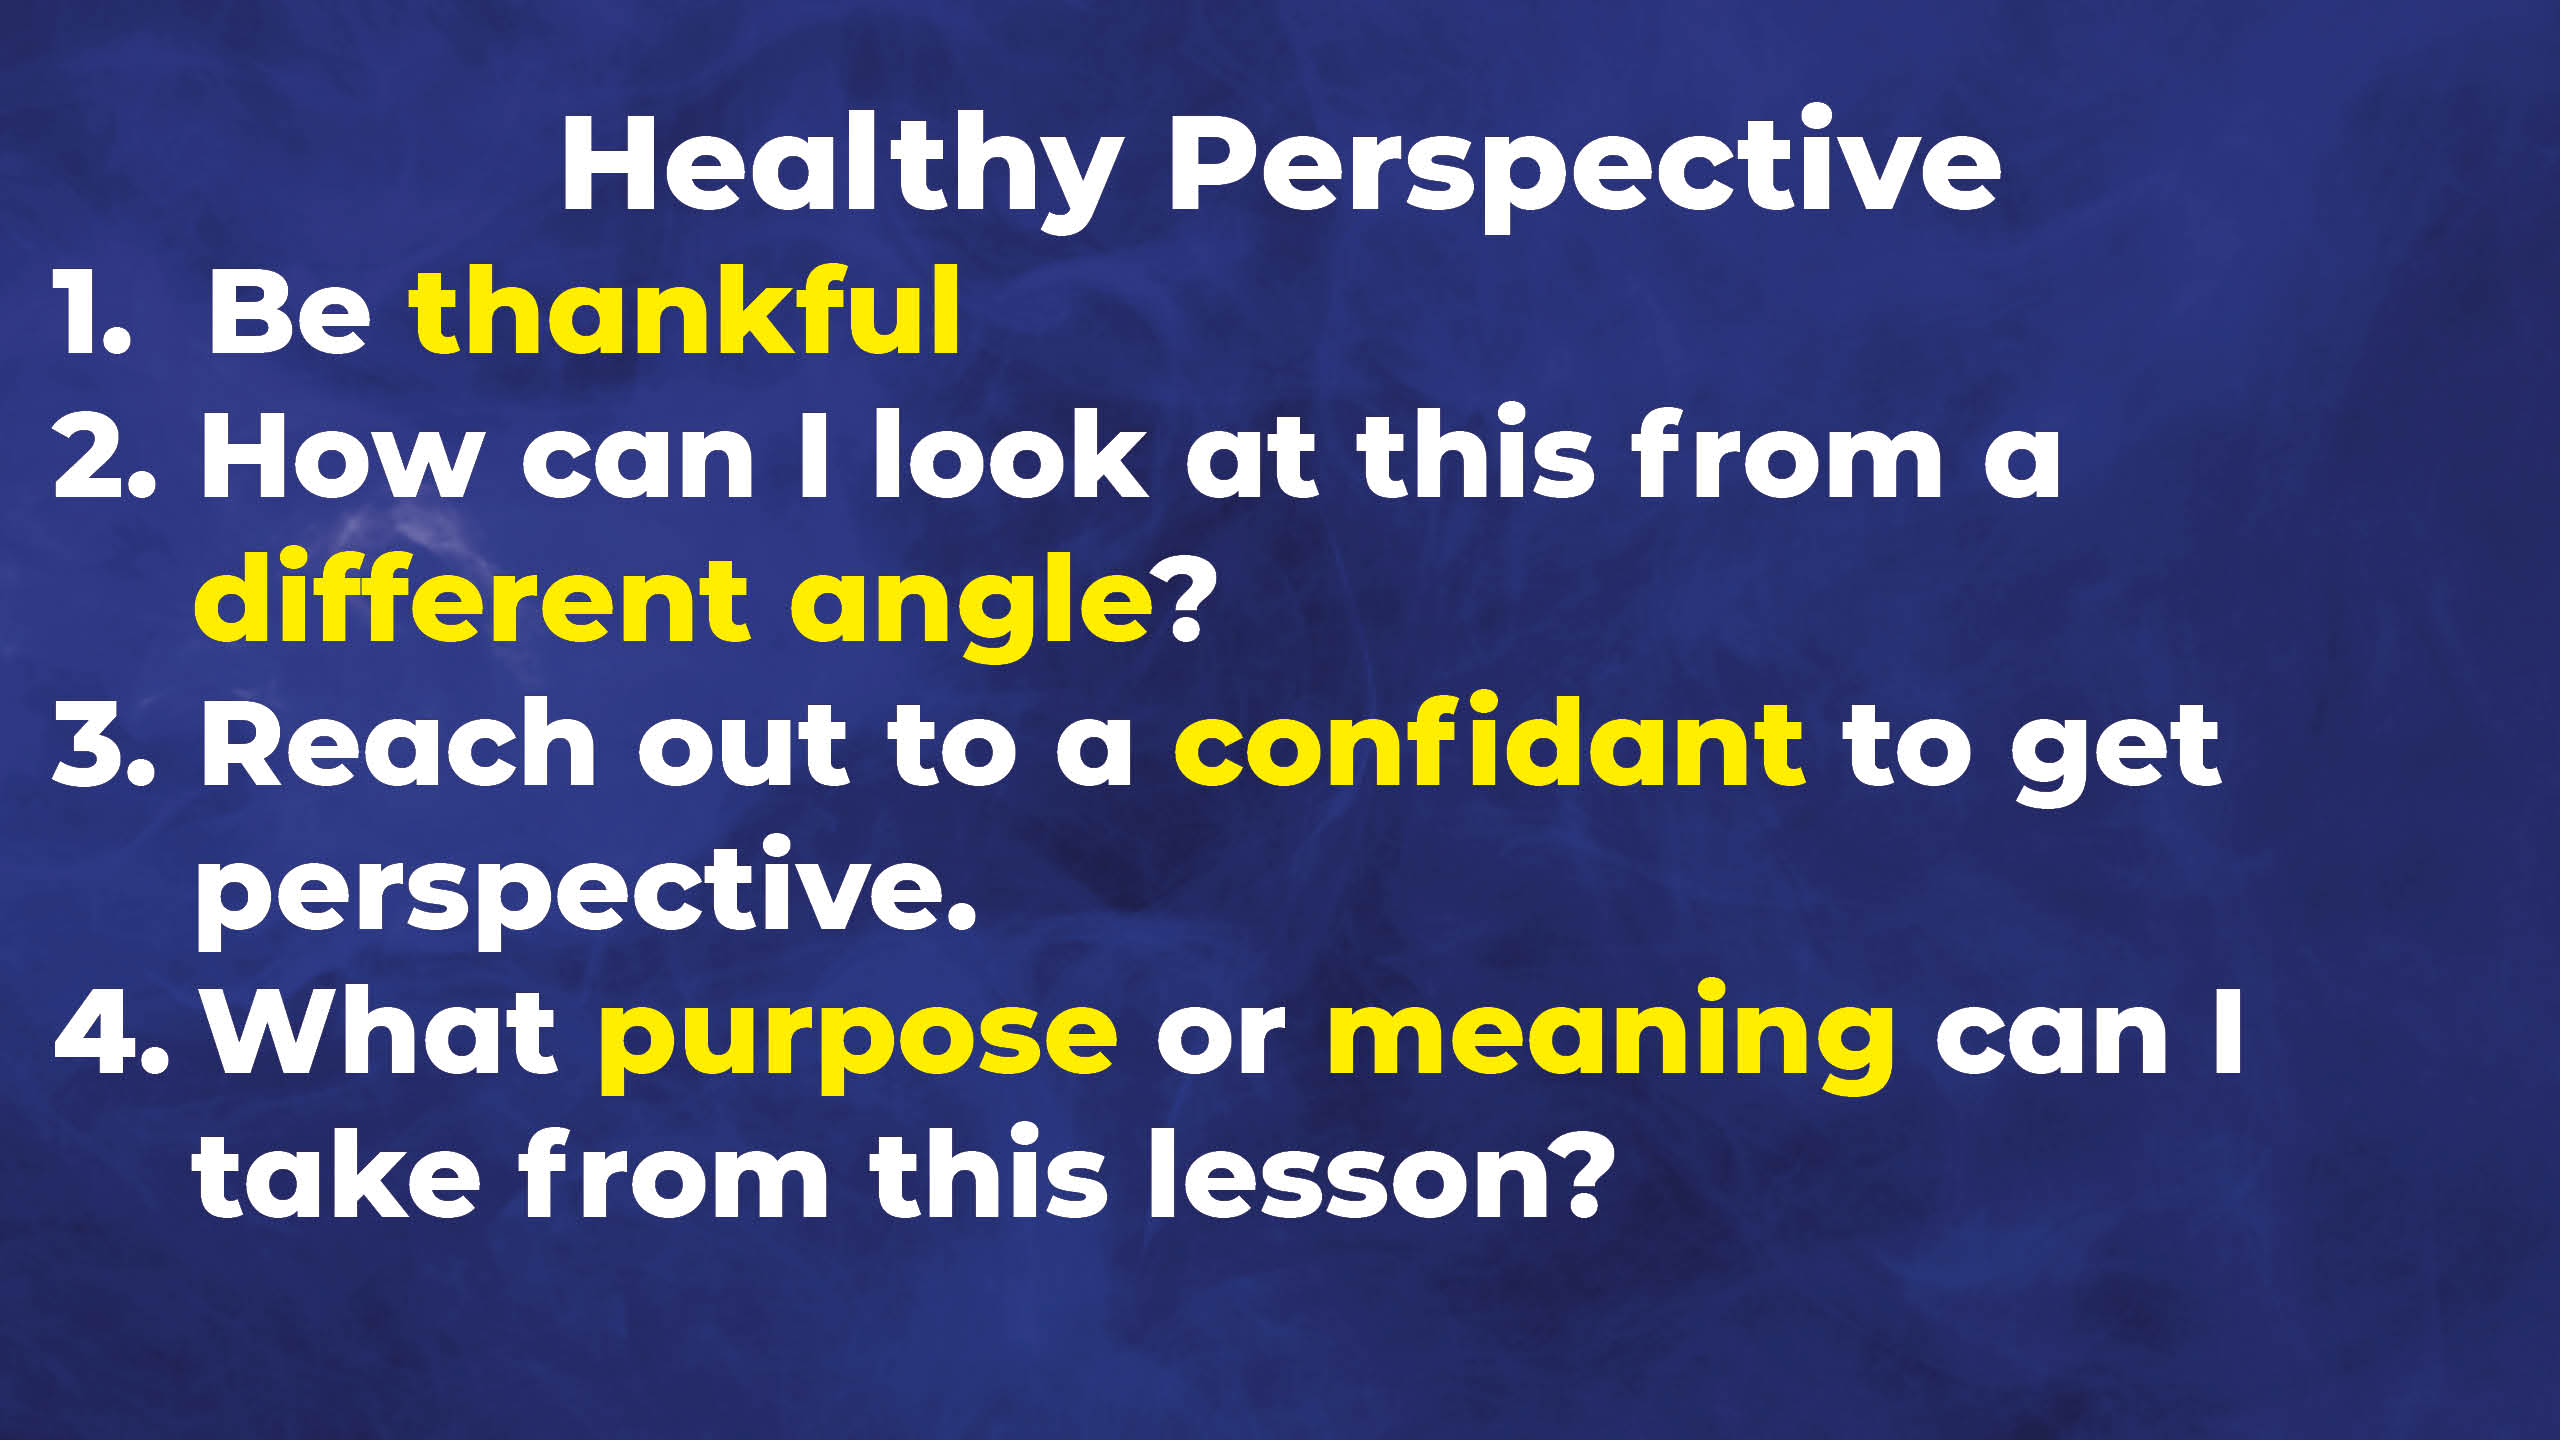 Healthy Perspective
1. Be thankful
2. How can I look at this from a
different angle?
3. Reach out to a confidant to get
perspective.
4. What purpose or meaning can I
take from this lesson?